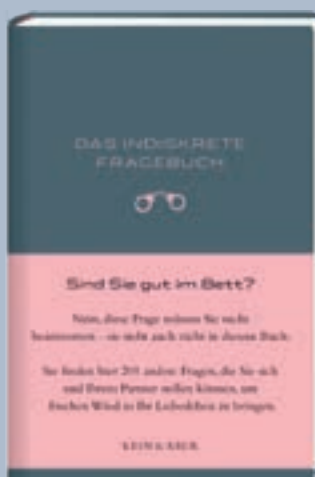 DAS INDISKRETE
FRAGEBUCH
Sind Sie gut im Bett?
Nein, diese Frage müssen Sie nicht
beantworten – sie steht auch nicht in diesem Buch.
Sie finden hier andere Fragen, die Sie sich
und Ihrem Partner stellen können, um
frischen Wind in Ihr Liebesleben zu bringen.
KEIN & ABER